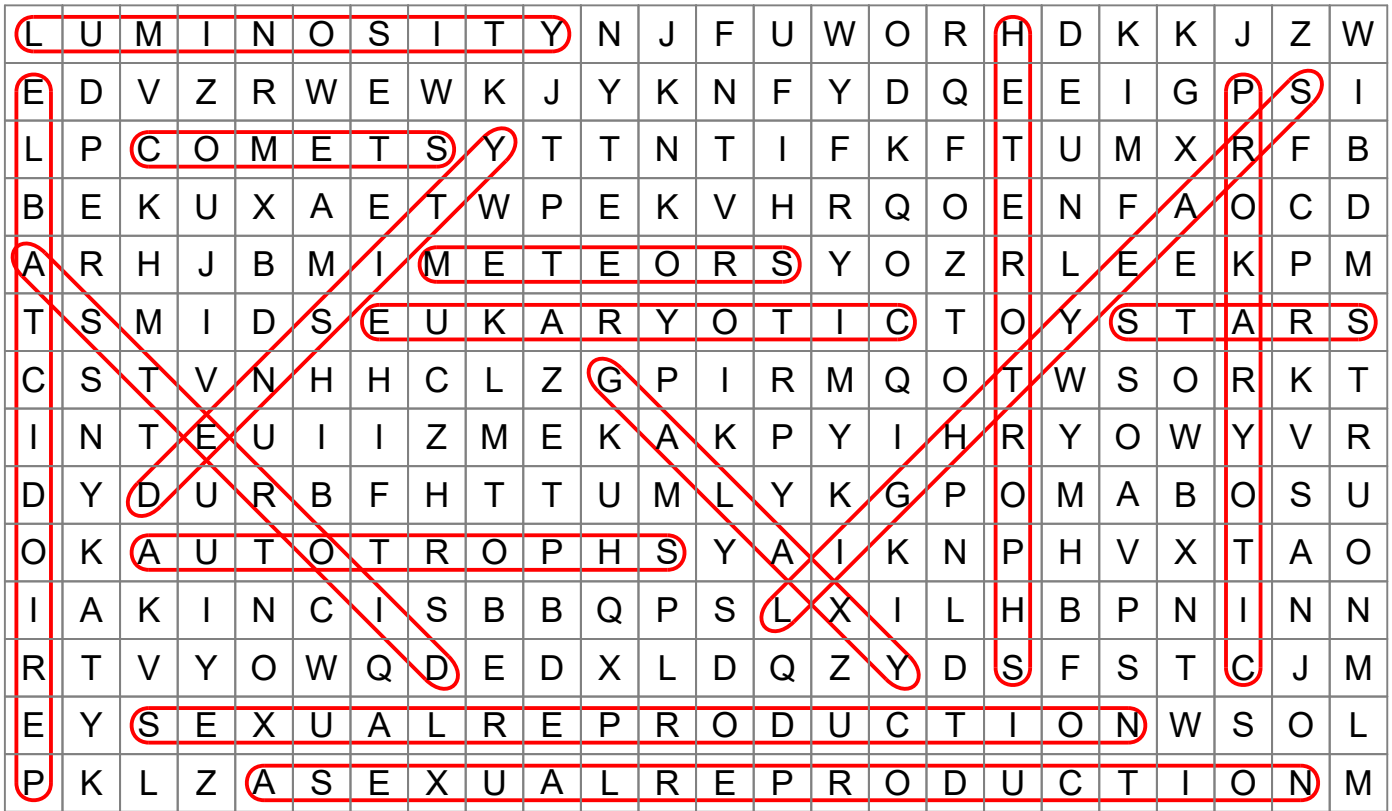 L U M I N O S I T Y N J F U W O R H D K K J Z W
E D V Z R W E W K J Y K N F Y D Q E E I G P S I
L P C O M E T S Y T T N T I F K F T U M X R F B
B E K U X A E T W P E K V H R Q O E N F A O C D
A R H J B M I M E T E O R S Y O Z R L E E K P M
T S M I D S E U K A R Y O T I C T O Y S T A R S
C S T V N H H C L Z G P I R M Q O T W S O R K T
I N T E U I I Z M E K A K P Y I H R Y O W Y V R
D Y D U R B F H T T U M L Y K G P O M A B O S U
O K A U T O T R O P H S Y A I K N P H V X T A O
I A K I N C I S B B Q P S L X I L H B P N I N N
R T V Y O W Q D E D X L D Q Z Y D S F S T C J M
E Y S E X U A L R E P R O D U C T I O N W S O L
P K L Z A S E X U A L R E P R O D U C T I O N M